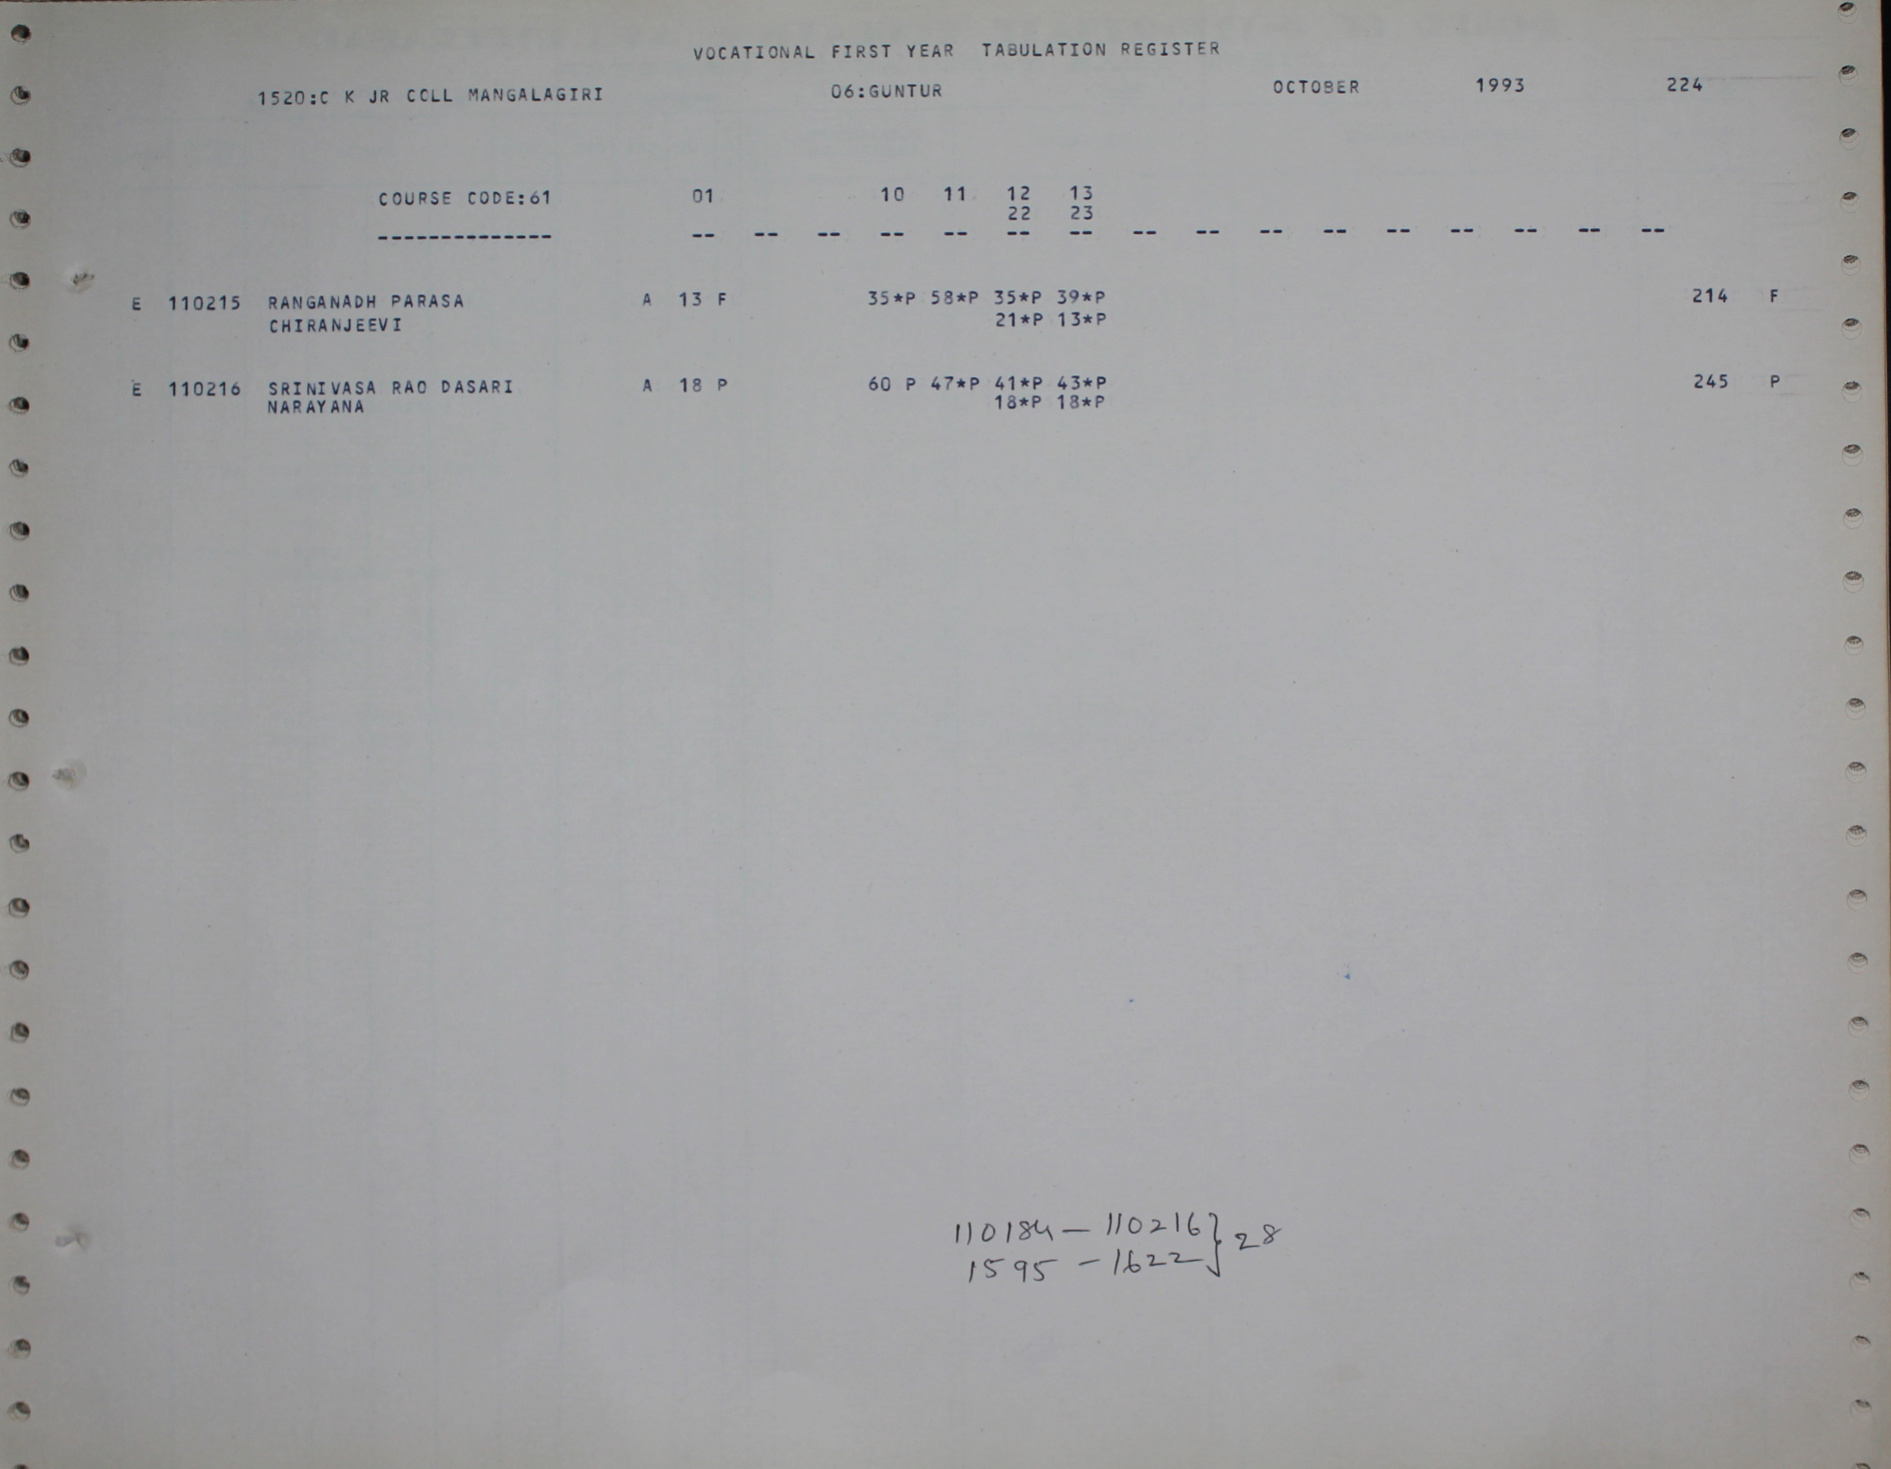 VOCATIONAL FIRST YEAR TABULATION REGISTER
1520:C K JR COLL MANGALAGIRI 06:GUNTUR OCTOBER 1993 224
COURSE CODE:61 01 10 11 12 13
22 23
-------------- -- -- -- -- -- -- -- -- -- -- -- -- -- -- -- --
E 110215 RANGANADH PARASA A 13 F 35*P 58*P 35*P 39*P 214 F
CHIRANJEEVI 21*P 13*P
E 110216 SRINIVASA RAO DASARI A 18 P 60 P 47*P 41*P 43*P 245 P
NARAYANA 18*P 18*P
110184 — 110216 } 28
1595 - 1622